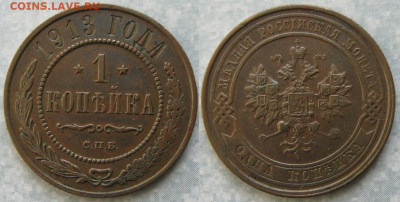 COINS.LAVE.RU
1913 ГОДА
1
КОПѢЙКА
С.П.Б.
МѢДНАЯ РОССІЙСКАЯ МОНЕТА
ОДНА КОПѢЙКА